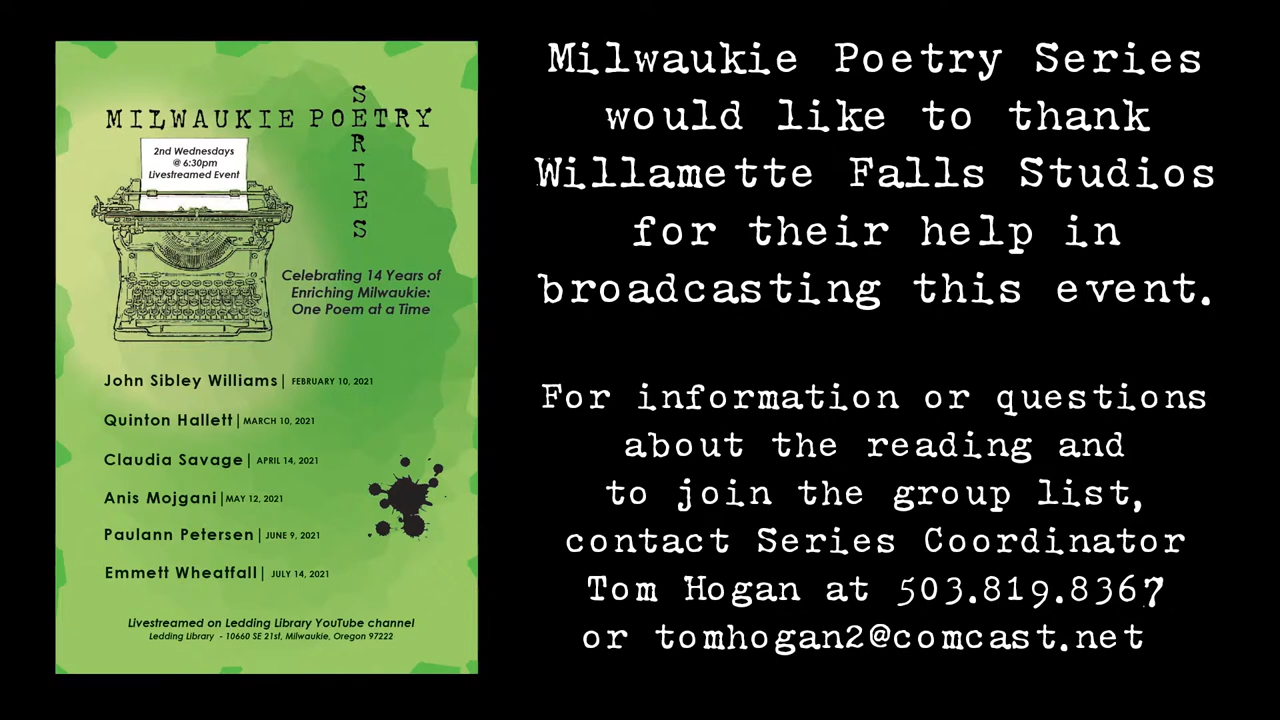 MILWAUKIE POETRY
SERIES
2nd Wednesdays
@ 6:30pm
Livestreamed Event
Celebrating 14 Years of
Enriching Milwaukie:
One Poem at a Time
John Sibley Williams | FEBRUARY 10, 2021
Quinton Hallett | MARCH 10, 2021
Claudia Savage | APRIL 14, 2021
Anis Mojgani | MAY 12, 2021
Paulann Petersen | JUNE 9, 2021
Emmett Wheatfall | JULY 14, 2021
Livestreamed on Ledding Library YouTube channel
Ledding Library - 10660 SE 21st, Milwaukie, Oregon 97222
Milwaukie Poetry Series
would like to thank
Willamette Falls Studios
for their help in
broadcasting this event.
For information or questions
about the reading and
to join the group list,
contact Series Coordinator
Tom Hogan at 503.819.8367
or tomhogan2@comcast.net